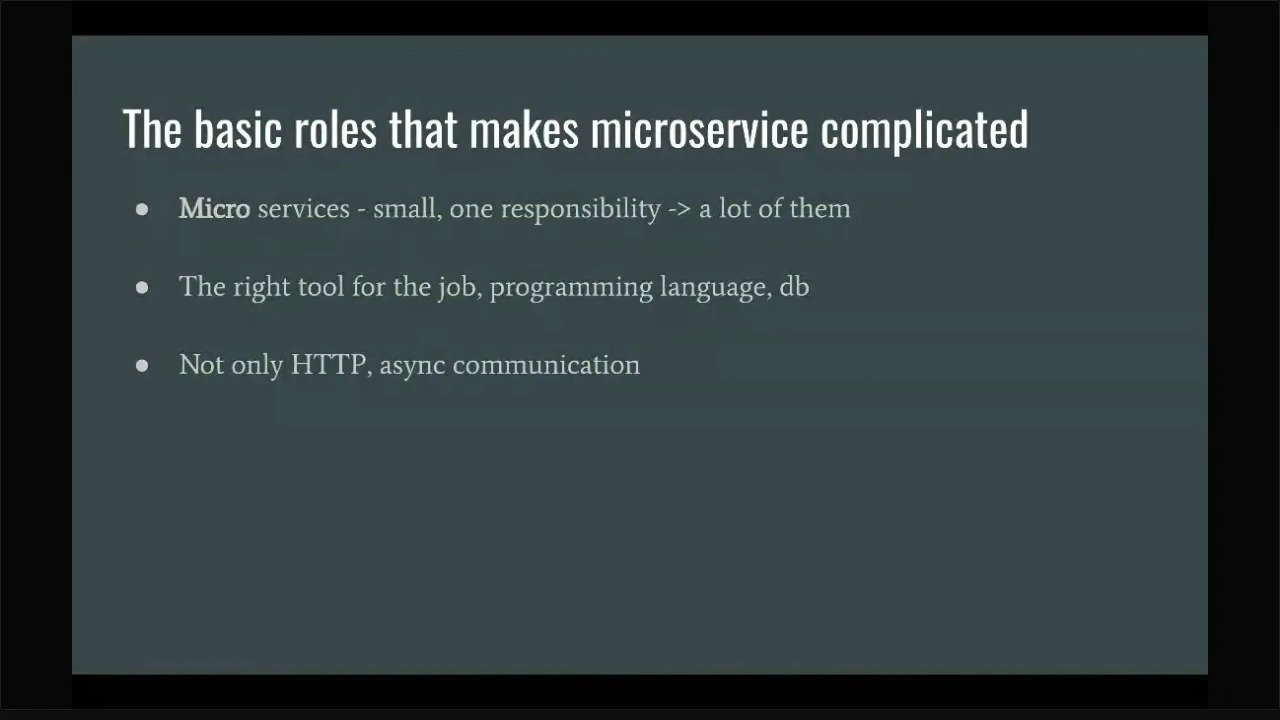 The basic roles that makes microservice complicated
● Micro services - small, one responsibility -> a lot of them
● The right tool for the job, programming language, db
● Not only HTTP, async communication